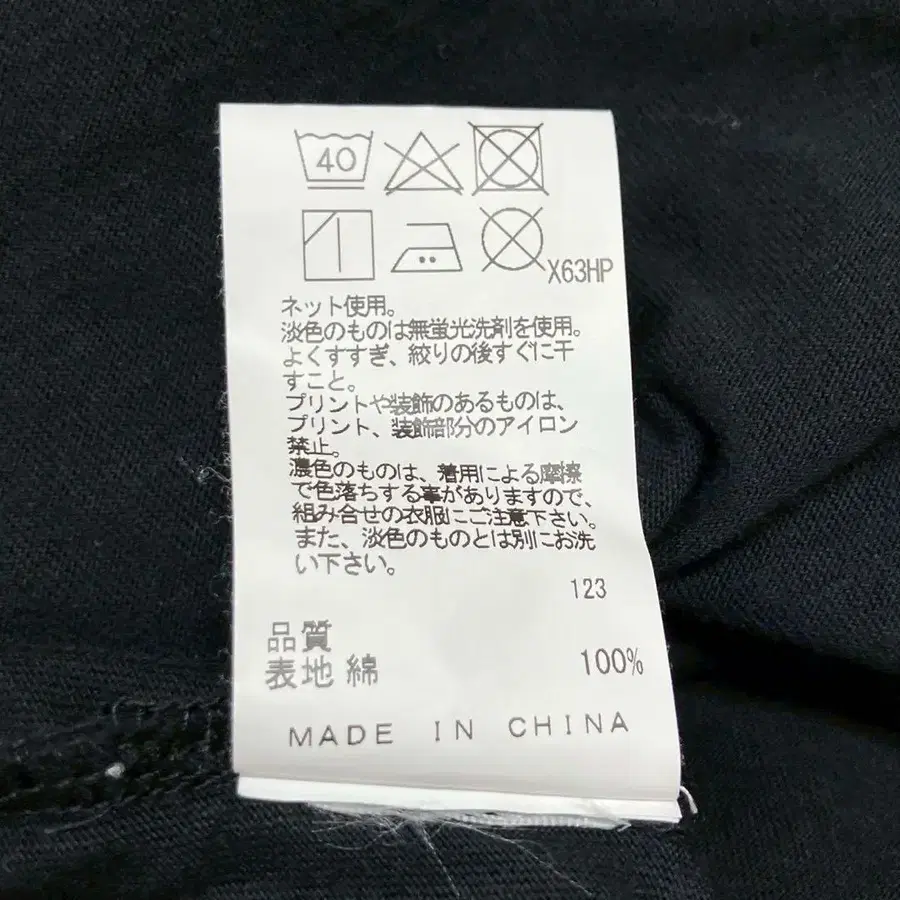 40
X63HP
ネット使用。
淡色のものは無蛍光洗剤を使用。
よくすすぎ、絞りの後すぐに干
すこと。
プリントや装飾のあるものは、
プリント、装飾部分のアイロン
禁止。
濃色のものは、着用による摩擦
で色落ちする事がありますので、
組み合せの衣服にご注意下さい。
また、淡色のものとは別にお洗
い下さい。
123
品質
表地 綿 100%
MADE IN CHINA